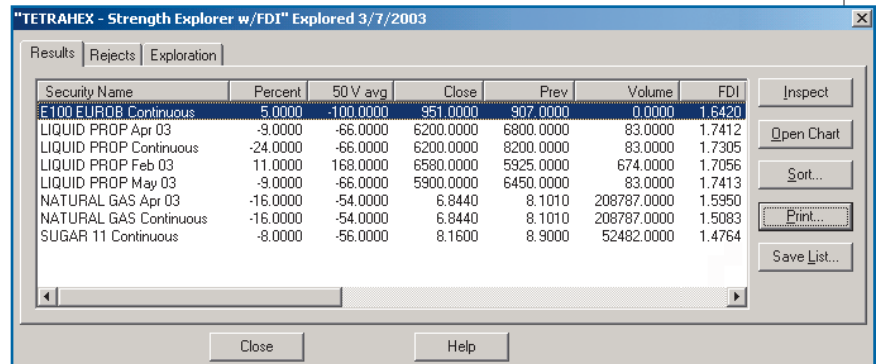 "TETRAHEX - Strength Explorer w/FDI" Explored 3/7/2003
Results Rejects Exploration
Security Name Percent 50 V avg Close Prev Volume FDI
E100 EUROB Continuous 5.0000 -100.0000 951.0000 907.0000 0.0000 1.6420
LIQUID PROP Apr 03 -9.0000 -66.0000 6200.0000 6800.0000 83.0000 1.7412
LIQUID PROP Continuous -24.0000 -66.0000 6200.0000 8200.0000 83.0000 1.7305
LIQUID PROP Feb 03 11.0000 168.0000 6580.0000 5925.0000 674.0000 1.7056
LIQUID PROP May 03 -9.0000 -66.0000 5900.0000 6450.0000 83.0000 1.7413
NATURAL GAS Apr 03 -16.0000 -54.0000 6.8440 8.1010 208787.0000 1.5950
NATURAL GAS Continuous -16.0000 -54.0000 6.8440 8.1010 208787.0000 1.5083
SUGAR 11 Continuous -8.0000 -56.0000 8.1600 8.9000 52482.0000 1.4764
Inspect
Open Chart
Sort...
Print...
Save List...
Close Help